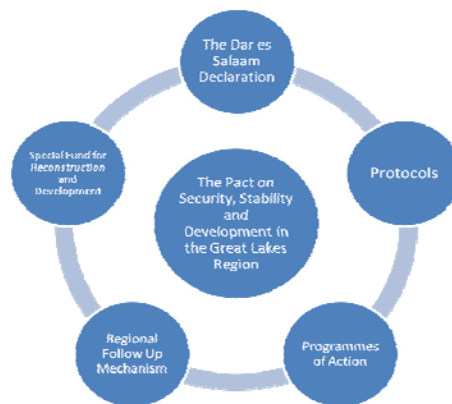 The Dar es
Salaam
Declaration
Protocols
Programmes
of Action
Regional
Follow Up
Mechanism
Special Fund for
Reconstruction
and
Development
The Pact on
Security, Stability
and
Development in
the Great Lakes
Region